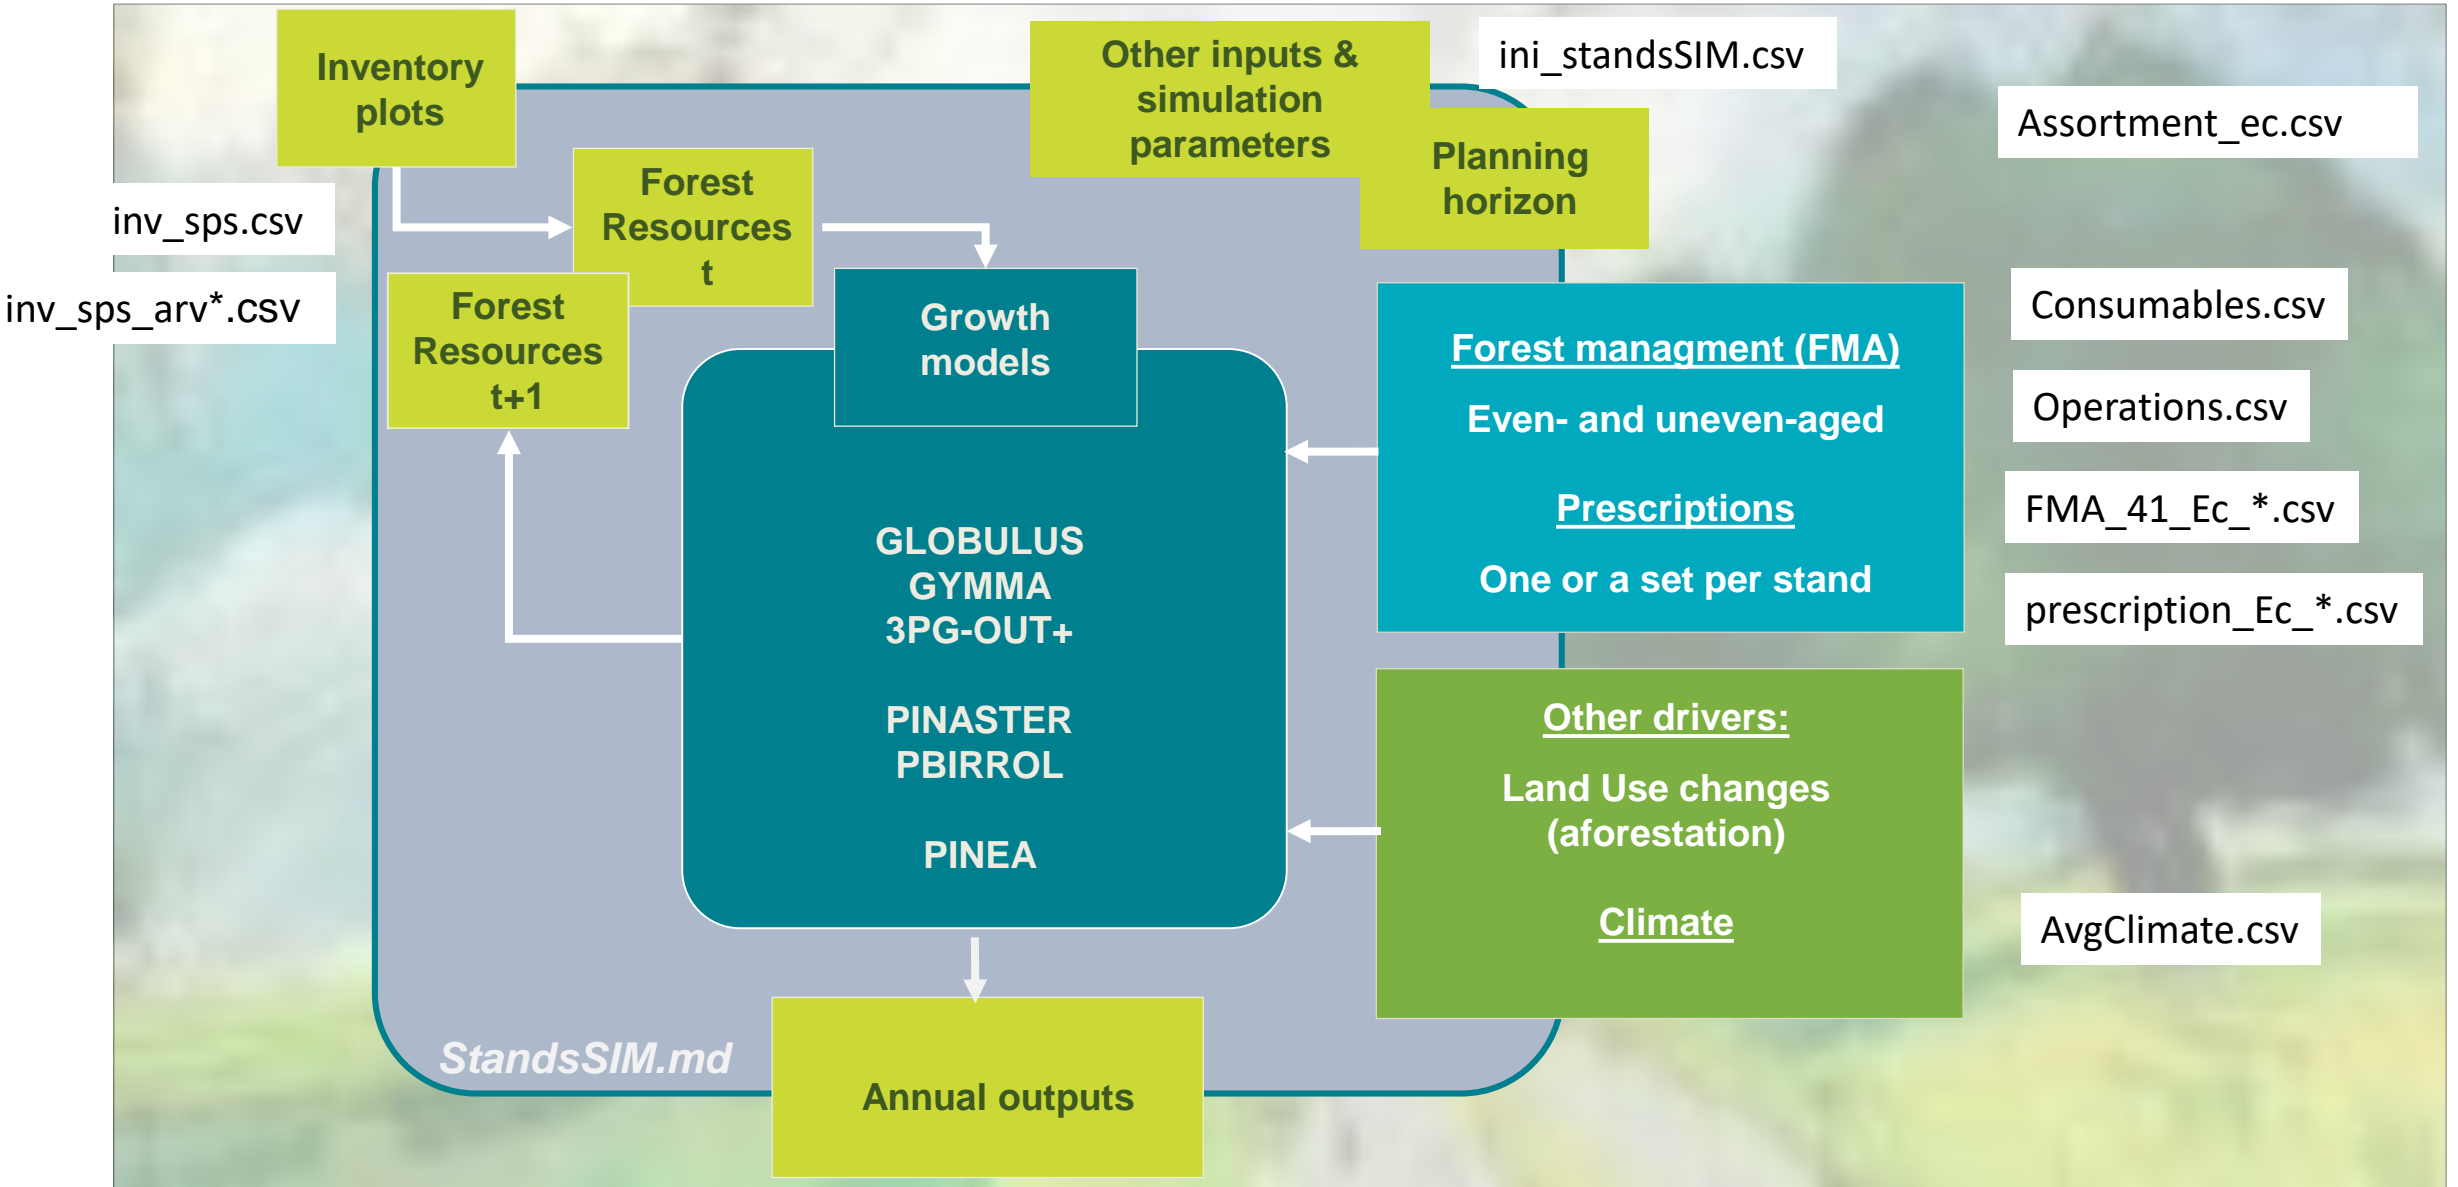 Inventory
plots
Other inputs &
simulation
parameters
ini_standsSIM.csv
Planning
horizon
Assortment_ec.csv
inv_sps.csv
inv_sps_arv*.csv
Forest
Resources
t
Forest
Resources
t+1
Growth
models
GLOBULUS
GYMMA
3PG-OUT+
PINASTER
PBIRROL
PINEA
Forest managment (FMA)
Even- and uneven-aged
Prescriptions
One or a set per stand
Consumables.csv
Operations.csv
FMA_41_Ec_*.csv
prescription_Ec_*.csv
Other drivers:
Land Use changes
(aforestation)
Climate
AvgClimate.csv
StandsSIM.md
Annual outputs